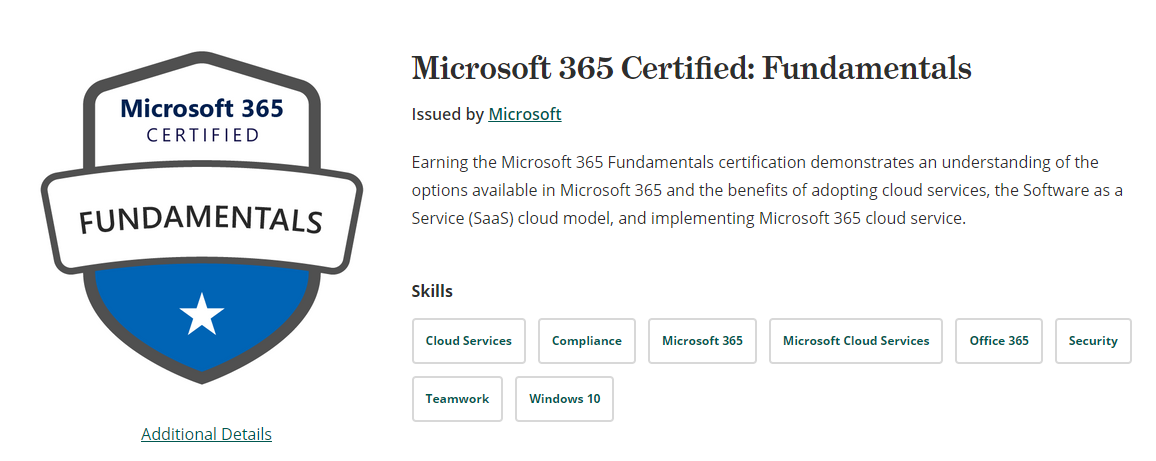 Microsoft 365
CERTIFIED
FUNDAMENTALS
Additional Details
Microsoft 365 Certified: Fundamentals
Issued by Microsoft
Earning the Microsoft 365 Fundamentals certification demonstrates an understanding of the
options available in Microsoft 365 and the benefits of adopting cloud services, the Software as a
Service (SaaS) cloud model, and implementing Microsoft 365 cloud service.
Skills
Cloud Services Compliance Microsoft 365 Microsoft Cloud Services Office 365 Security
Teamwork Windows 10